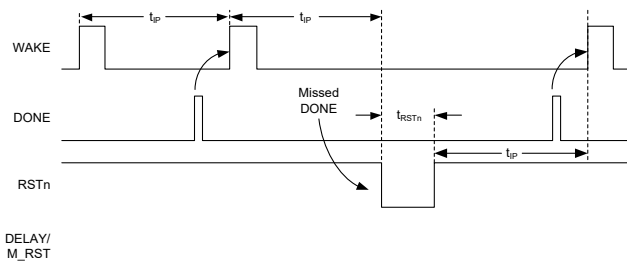 tIP
tIP
WAKE
Missed
DONE
DONE
tRSTn
tIP
RSTn
DELAY/
M_RST